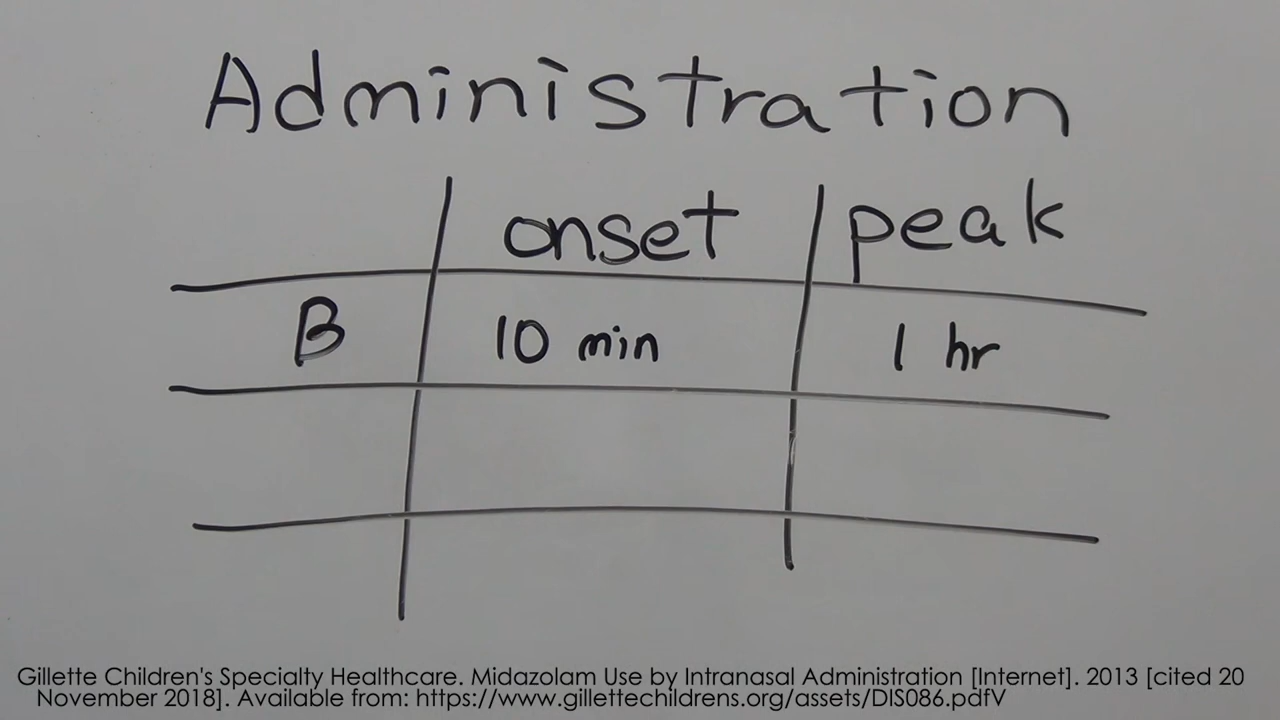 Administration
onset peak
B 10 min 1 hr
Gillette Children's Specialty Healthcare. Midazolam Use by Intranasal Administration [Internet]. 2013 [cited 20
November 2018]. Available from: https://www.gillettechildrens.org/assets/DIS086.pdfV